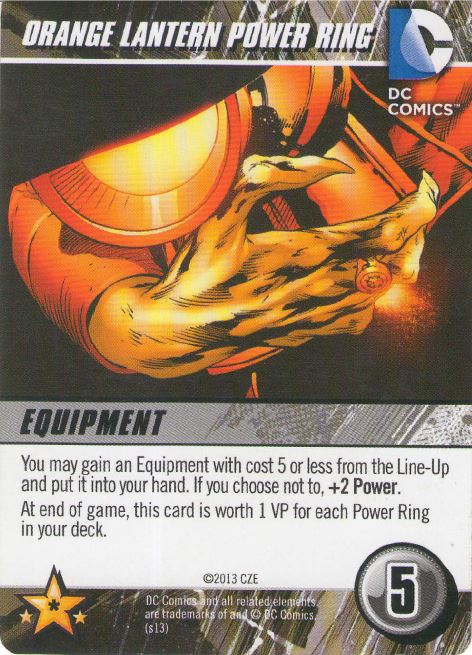 ORANGE LANTERN POWER RING
DC
COMICS™
EQUIPMENT
You may gain an Equipment with cost 5 or less from the Line-Up
and put it into your hand. If you choose not to, +2 Power.
At end of game, this card is worth 1 VP for each Power Ring
in your deck.
©2013 CZE
DC Comics and all related elements
are trademarks of and © DC Comics.
(s13)
*
5